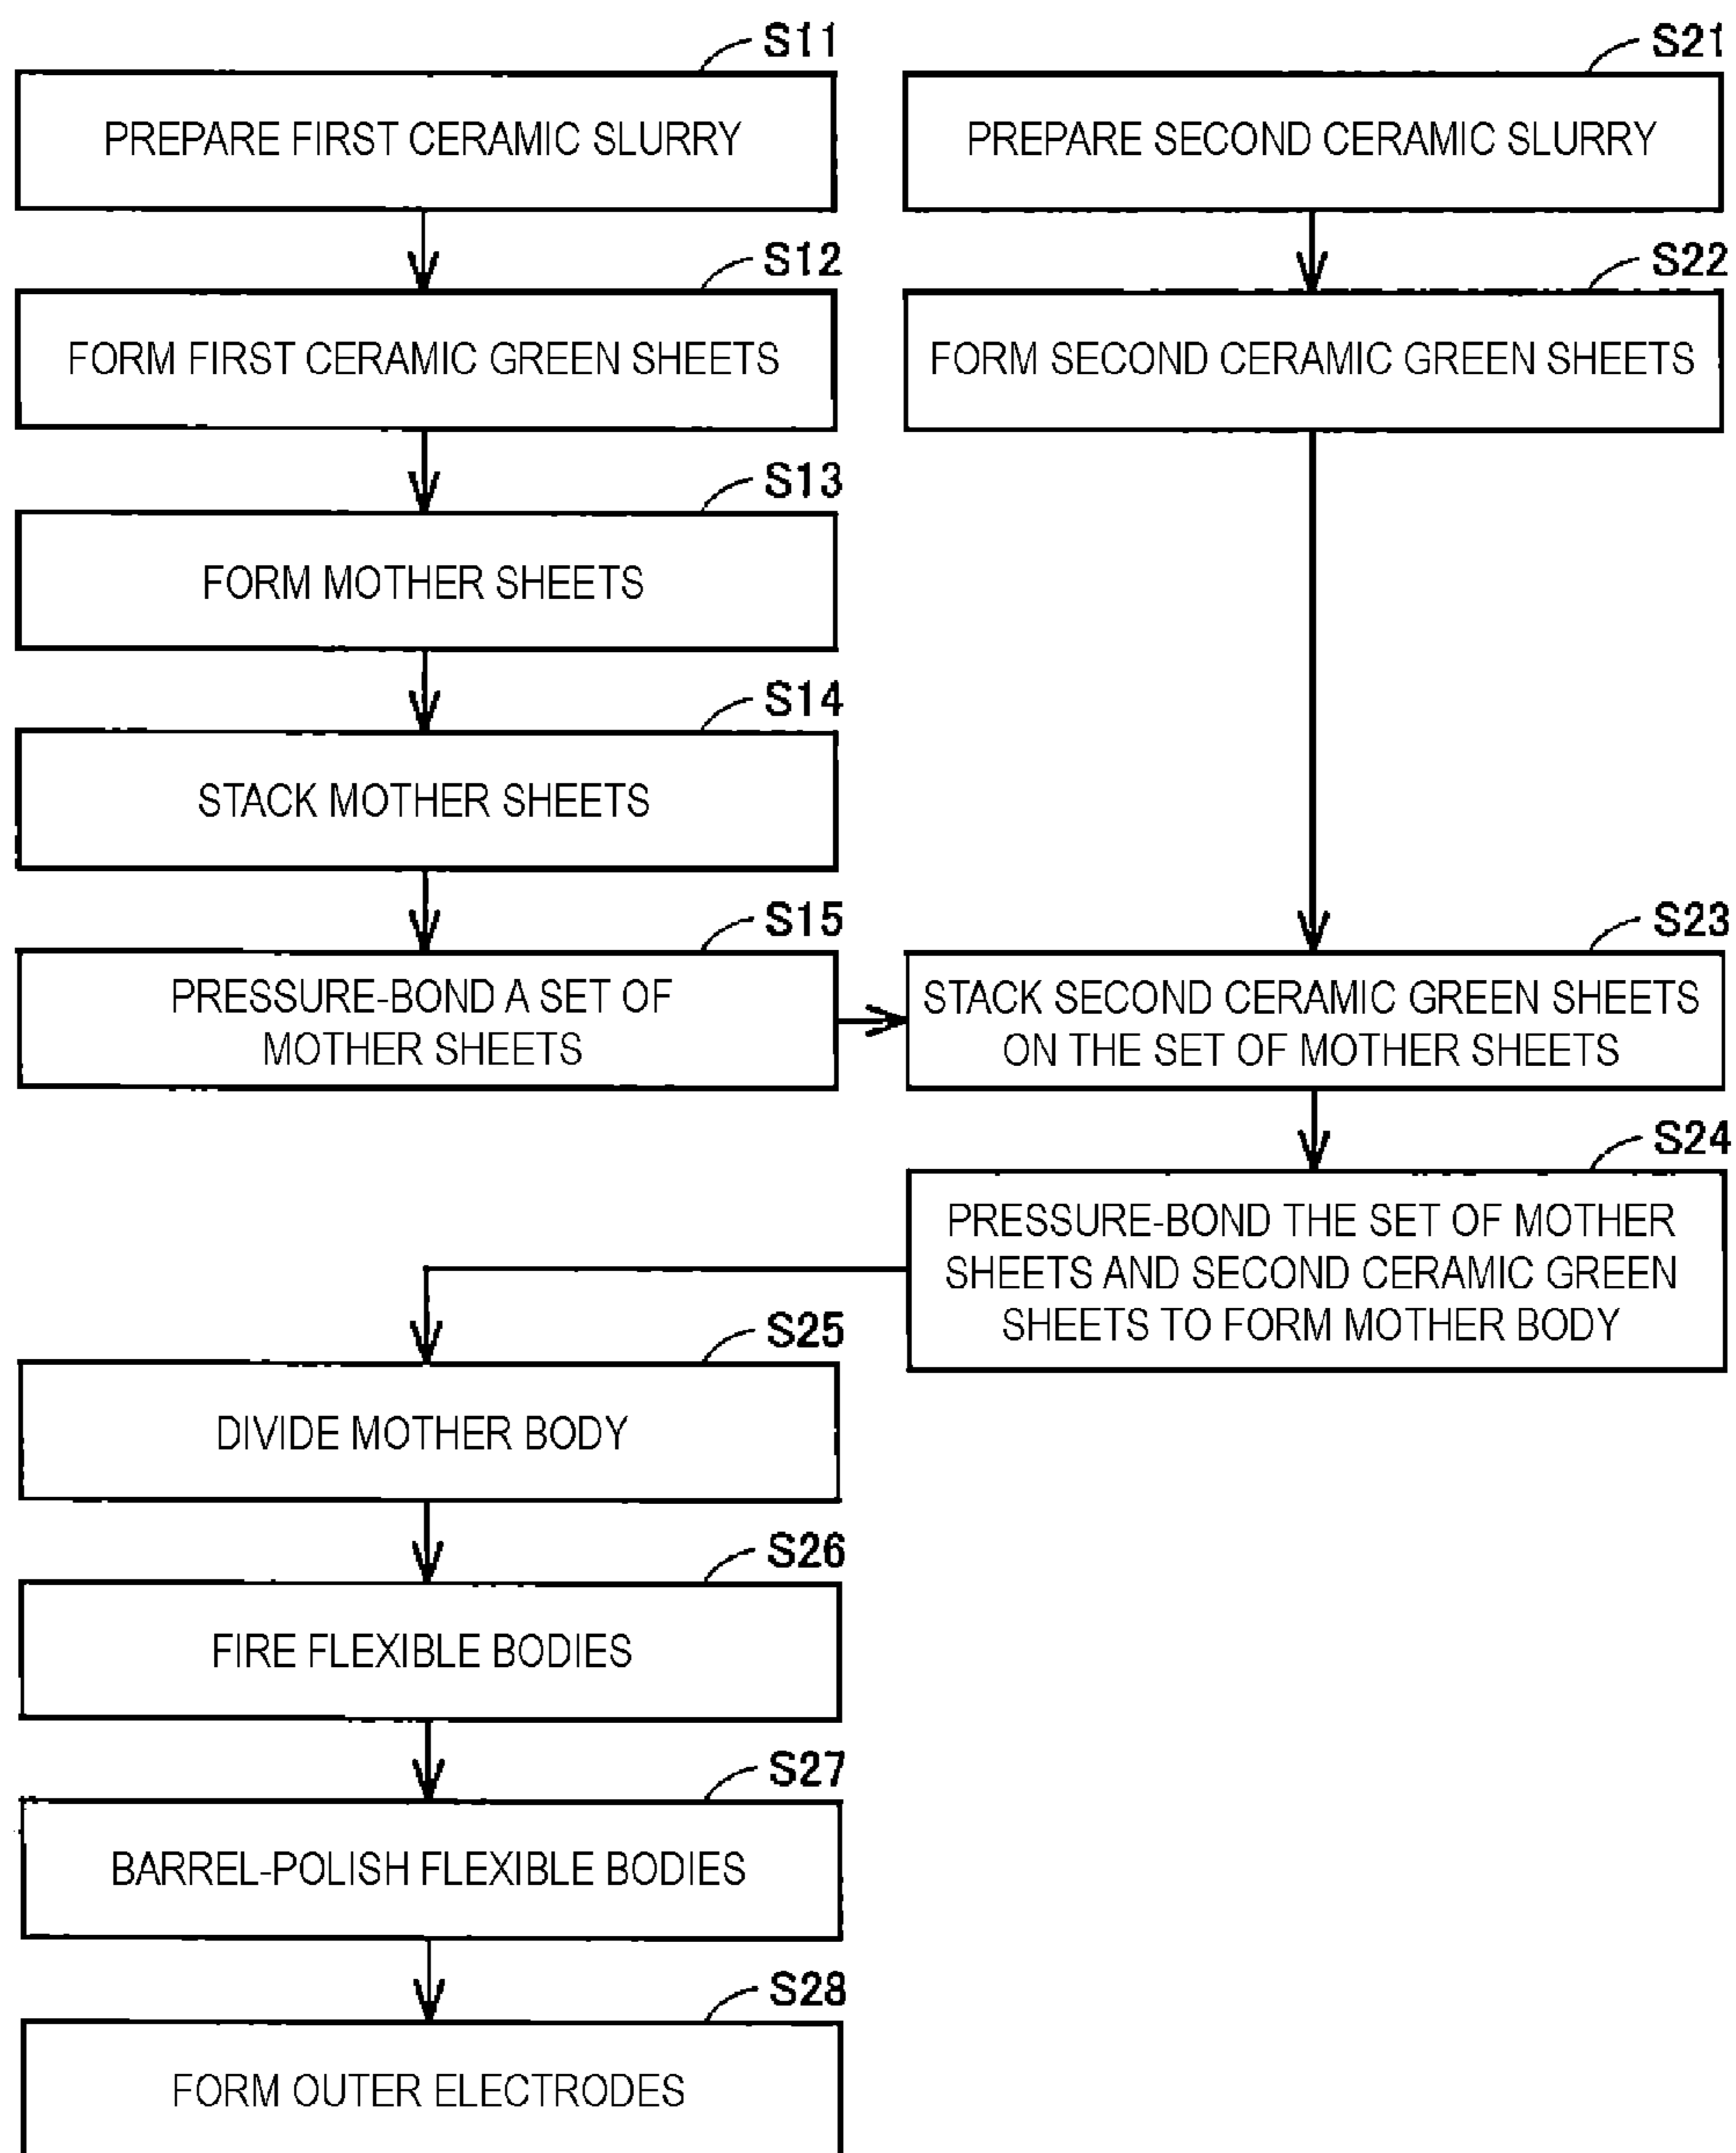 S11
PREPARE FIRST CERAMIC SLURRY
S21
PREPARE SECOND CERAMIC SLURRY
S12
FORM FIRST CERAMIC GREEN SHEETS
S22
FORM SECOND CERAMIC GREEN SHEETS
S13
FORM MOTHER SHEETS
S14
STACK MOTHER SHEETS
S15
PRESSURE-BOND A SET OF
MOTHER SHEETS
S23
STACK SECOND CERAMIC GREEN SHEETS
ON THE SET OF MOTHER SHEETS
S24
PRESSURE-BOND THE SET OF MOTHER
SHEETS AND SECOND CERAMIC GREEN
SHEETS TO FORM MOTHER BODY
S25
DIVIDE MOTHER BODY
S26
FIRE FLEXIBLE BODIES
S27
BARREL-POLISH FLEXIBLE BODIES
S28
FORM OUTER ELECTRODES